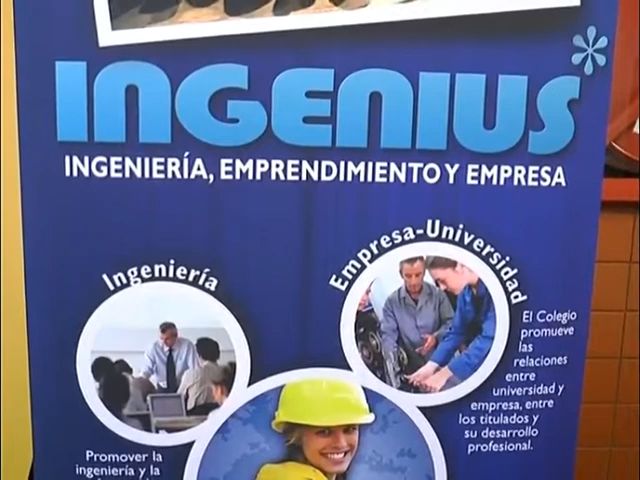 INGENIUS*
INGENIERÍA, EMPRENDIMIENTO Y EMPRESA
Ingeniería
Empresa-Universidad
El Colegio
promueve
las
relaciones
entre
universidad y
empresa, entre
los titulados y
su desarrollo
profesional.
Promover la
ingeniería y la